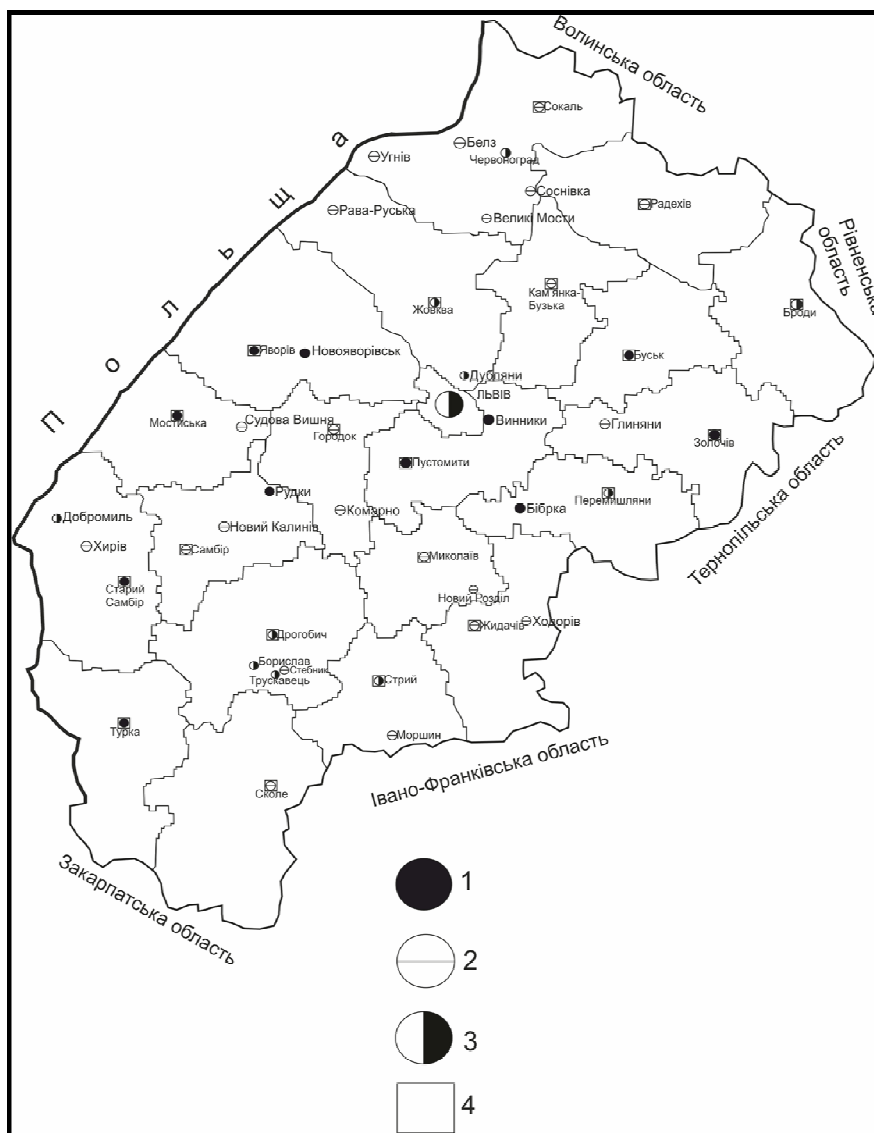 Волинська область
Сокаль
Белз
Угнів
Червоноград
Соснівка
Рава-Руська
Великі Мости
Радехів
Польща
Рівненська
область
Кам'янка-
Бузька
Жовква
Броди
Яворів
Новояворівськ
Буськ
Дубляни
ЛЬВІВ
Мостиська
Судова Вишня
Городок
Винники
Глиняни
Золочів
Пустомити
Рудки
Перемишляни
Тернопільська область
Добромиль
Новий Калинів
Комарно
Бібрка
Хирів
Самбір
Миколаїв
Старий
Самбір
Новий Розділ
Жидачів
Ходорів
Дрогобич
Борислав
Стебник
Трускавець
Стрий
Турка
Моршин
Івано-Франківська область
Сколе
Закарпатська область
1
2
3
4